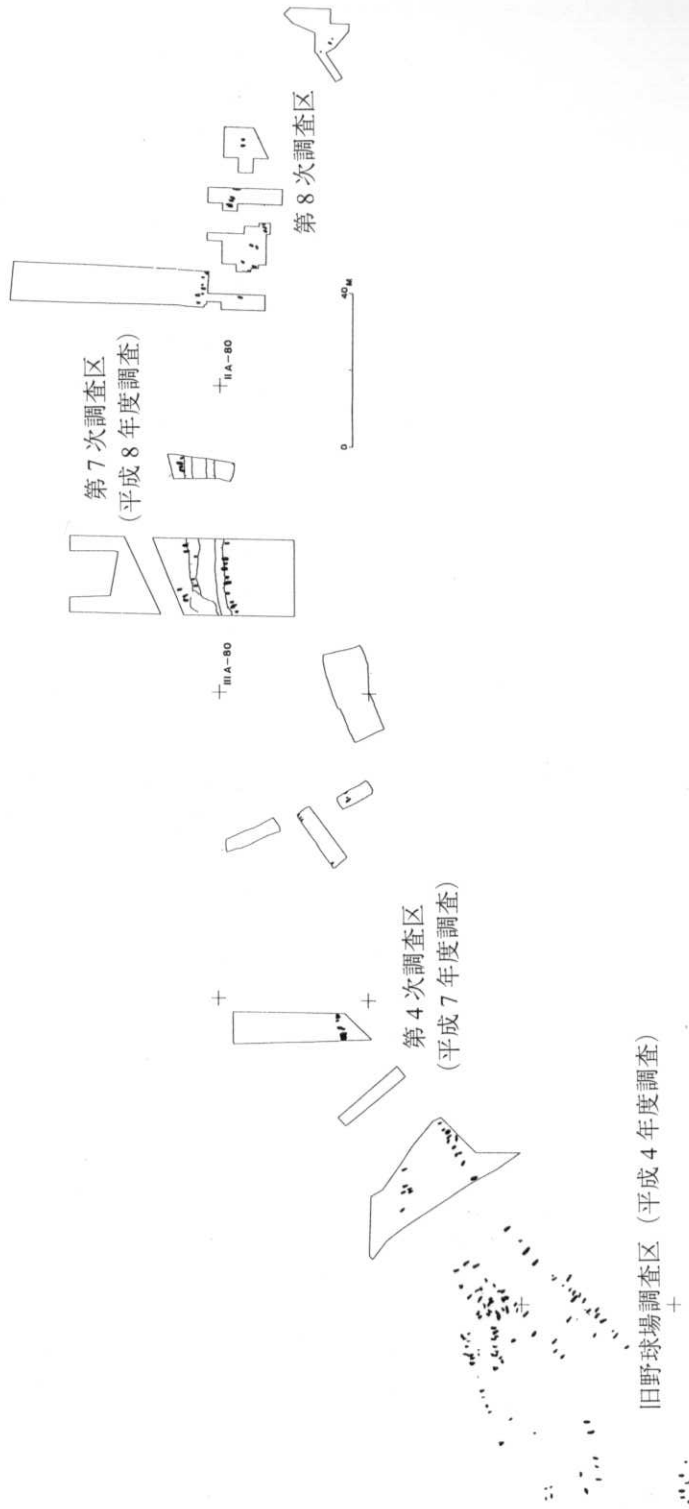 第8次調査区
第7次調査区
(平成8年度調査)
ⅡA-80
0 40M
ⅢA-80
第4次調査区
(平成7年度調査)
旧野球場調査区 (平成4年度調査)